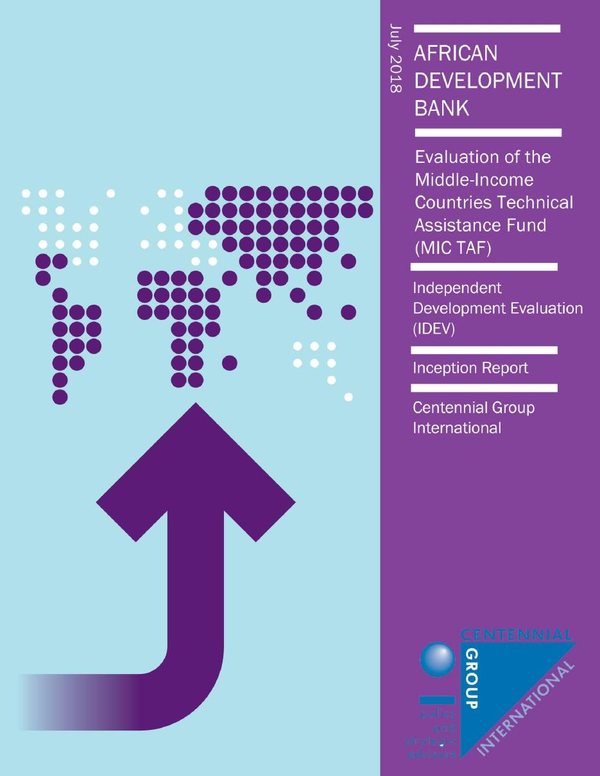 July 2018
AFRICAN
DEVELOPMENT
BANK
Evaluation of the
Middle-Income
Countries Technical
Assistance Fund
(MIC TAF)
Independent
Development Evaluation
(IDEV)
Inception Report
Centennial Group
International
CENTENNIAL
GROUP
INTERNATIONAL